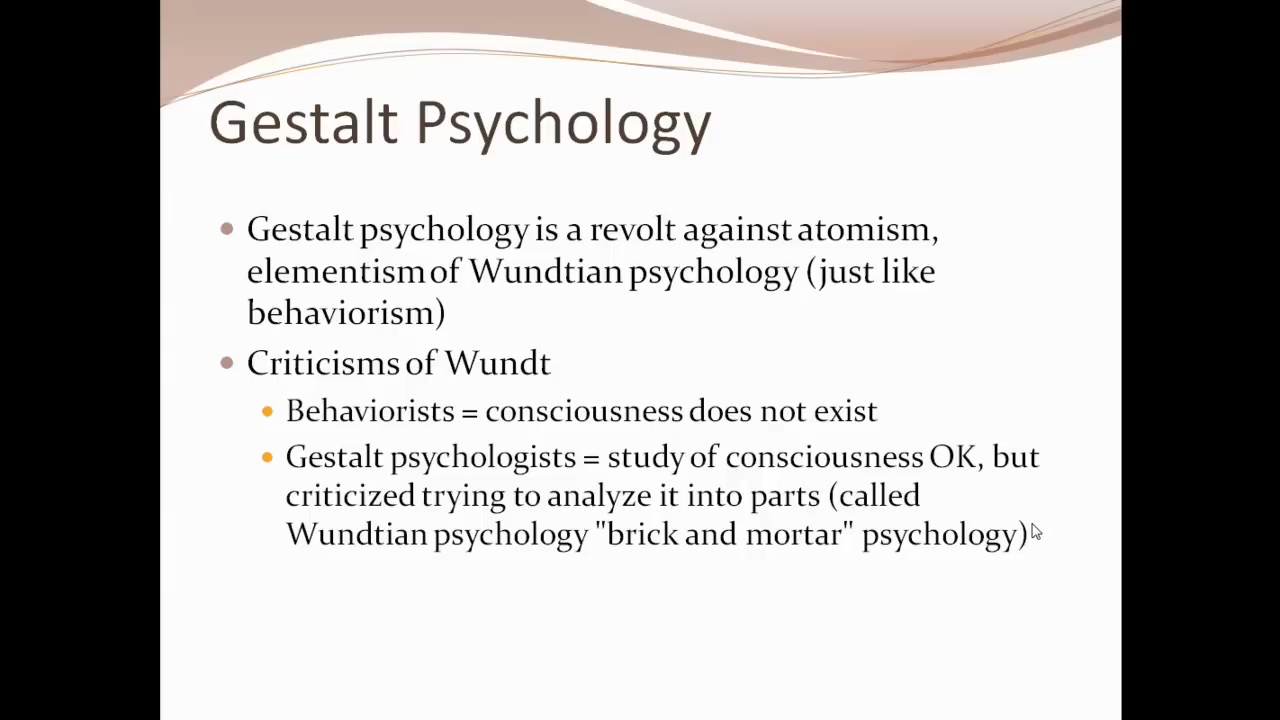 Gestalt Psychology
• Gestalt psychology is a revolt against atomism,
elementism of Wundtian psychology (just like
behaviorism)
• Criticisms of Wundt
• Behaviorists = consciousness does not exist
• Gestalt psychologists = study of consciousness OK, but
criticized trying to analyze it into parts (called
Wundtian psychology "brick and mortar" psychology)